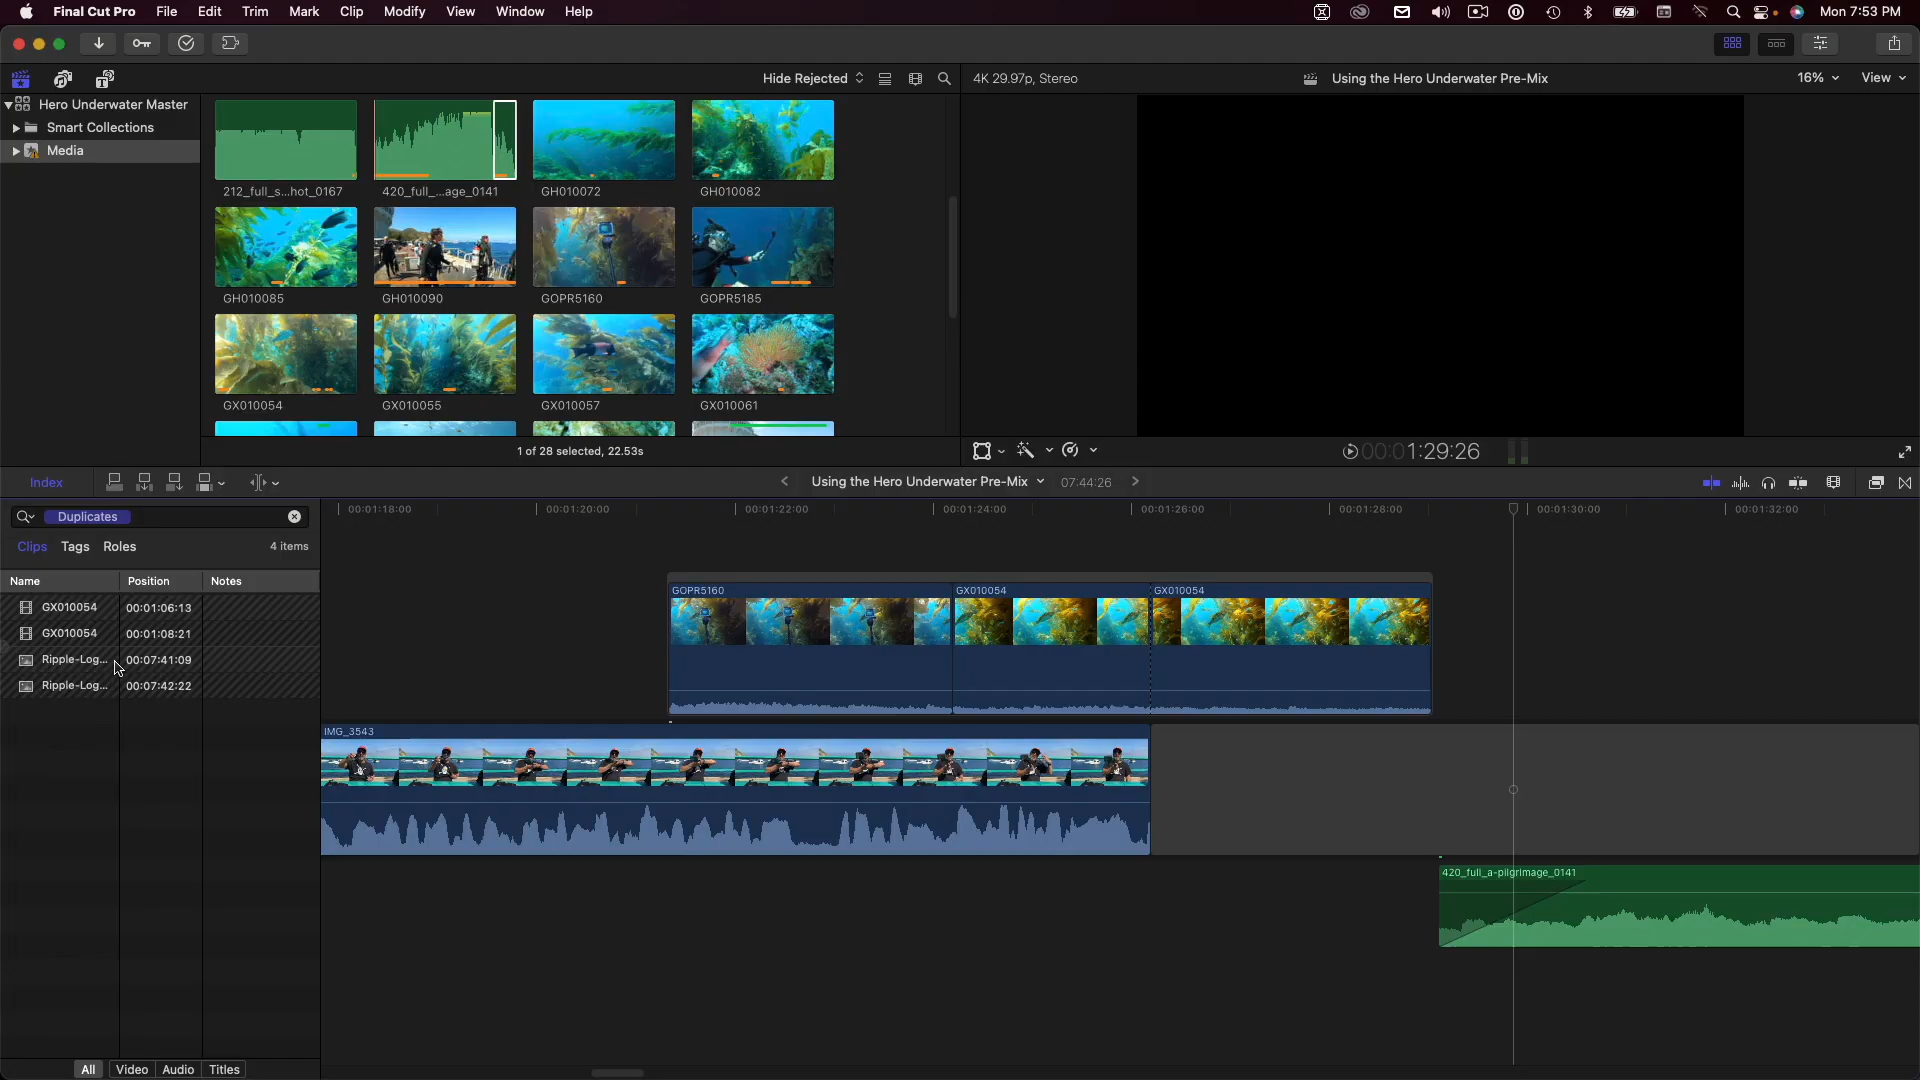 Final Cut Pro File Edit Trim Mark Clip Modify View Window Help Mon 7:53 PM
Hide Rejected 4K 29.97p, Stereo Using the Hero Underwater Pre-Mix 16% View
Hero Underwater Master
Smart Collections
Media
212_full_s...hot_0167 420_full_...age_0141 GH010072 GH010082
GH010085 GH010090 GOPR5160 GOPR5185
GX010054 GX010055 GX010057 GX010061
1 of 28 selected, 22.53s 00:00:1:29:26
Index Using the Hero Underwater Pre-Mix 07:44:26
Duplicates
00:01:18:00 00:01:20:00 00:01:22:00 00:01:24:00 00:01:26:00 00:01:28:00 00:01:30:00 00:01:32:00
Clips Tags Roles 4 items
Name Position Notes
GX010054 00:01:06:13
GX010054 00:01:08:21
Ripple-Log... 00:07:41:09
Ripple-Log... 00:07:42:22
GOPR5160 GX010054 GX010054
IMG_3543
420_full_a-pilgrimage_0141
All Video Audio Titles